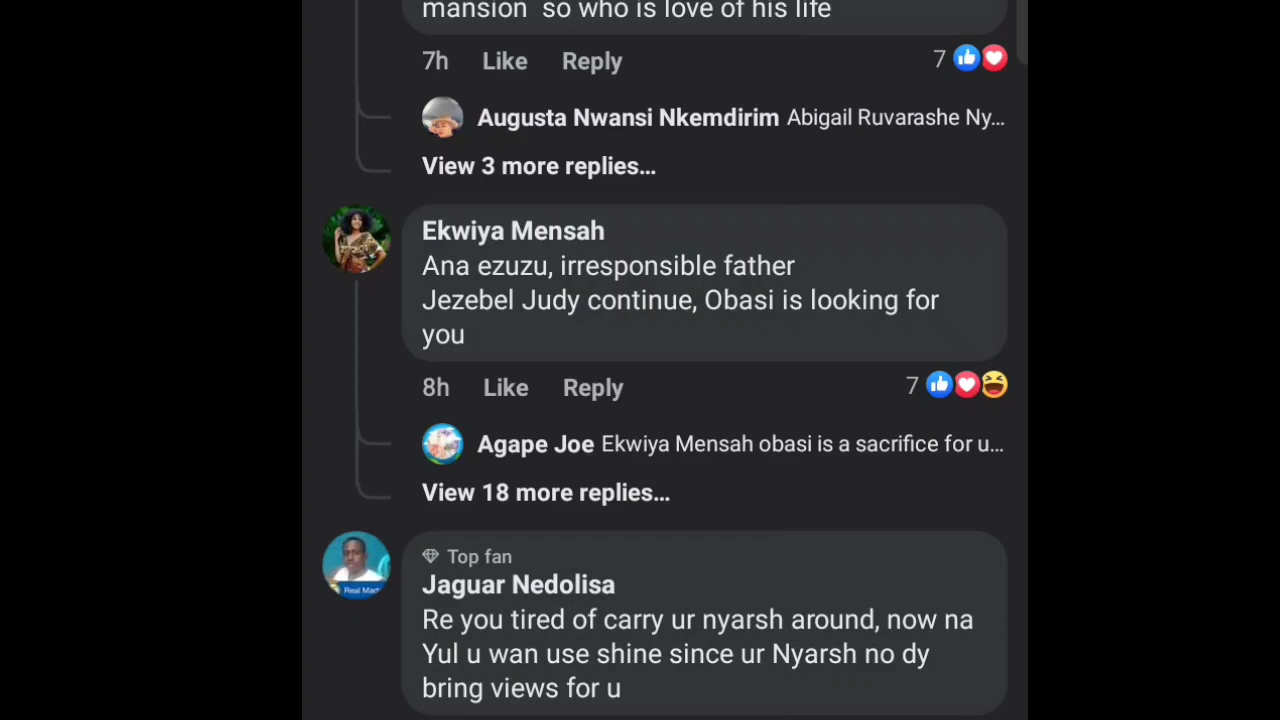 mansion so who is love of his life
7h Like Reply 7
Augusta Nwansi Nkemdirim Abigail Ruvarashe Ny...
View 3 more replies...
Ekwiya Mensah
Ana ezuzu, irresponsible father
Jezebel Judy continue, Obasi is looking for
you
8h Like Reply 7
Agape Joe Ekwiya Mensah obasi is a sacrifice for u...
View 18 more replies...
Top fan
Jaguar Nedolisa
Real Mad
Re you tired of carry ur nyarsh around, now na
Yul u wan use shine since ur Nyarsh no dy
bring views for u